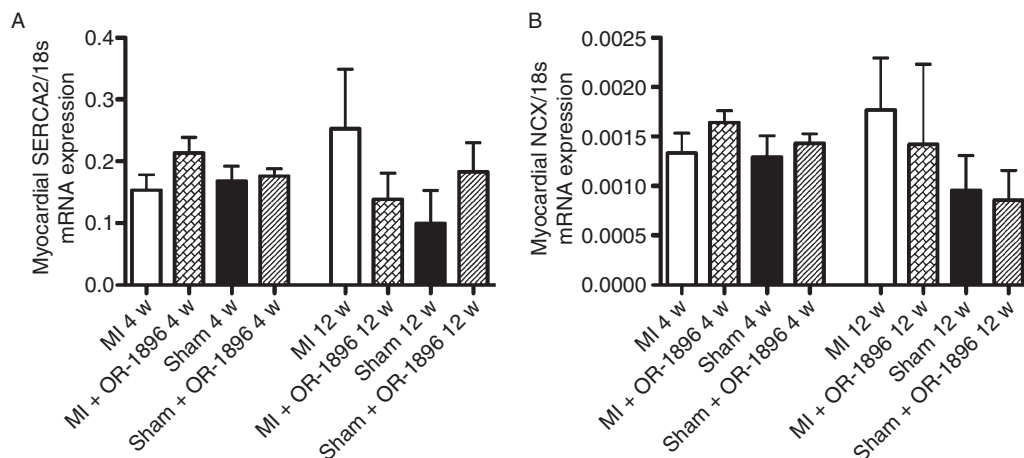 A
Myocardial SERCA2/18s
mRNA expression
0.4
0.3
0.2
0.1
0.0
MI 4 w
MI + OR-1896 4 w
Sham 4 w
Sham + OR-1896 4 w
MI 12 w
MI + OR-1896 12 w
Sham 12 w
Sham + OR-1896 12 w
B
Myocardial NCX/18s
mRNA expression
0.0025
0.0020
0.0015
0.0010
0.0005
0.0000
MI 4 w
MI + OR-1896 4 w
Sham 4 w
Sham + OR-1896 4 w
MI 12 w
MI + OR-1896 12 w
Sham 12 w
Sham + OR-1896 12 w